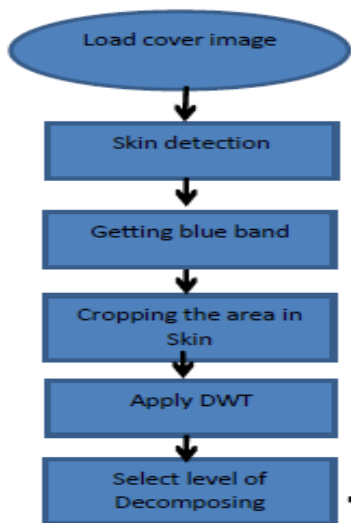 Load cover image
Skin detection
Getting blue band
Cropping the area in
Skin
Apply DWT
Select level of
Decomposing